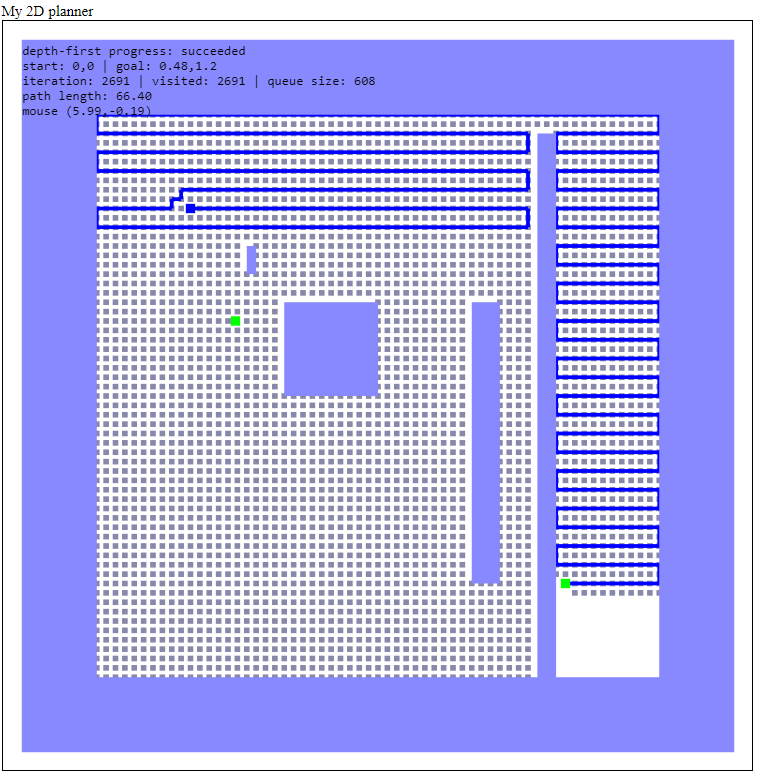 My 2D planner
depth-first progress: succeeded
start: 0,0 | goal: 0.48,1.2
iteration: 2691 | visited: 2691 | queue size: 608
path length: 66.40
mouse (5.99,-0.19)